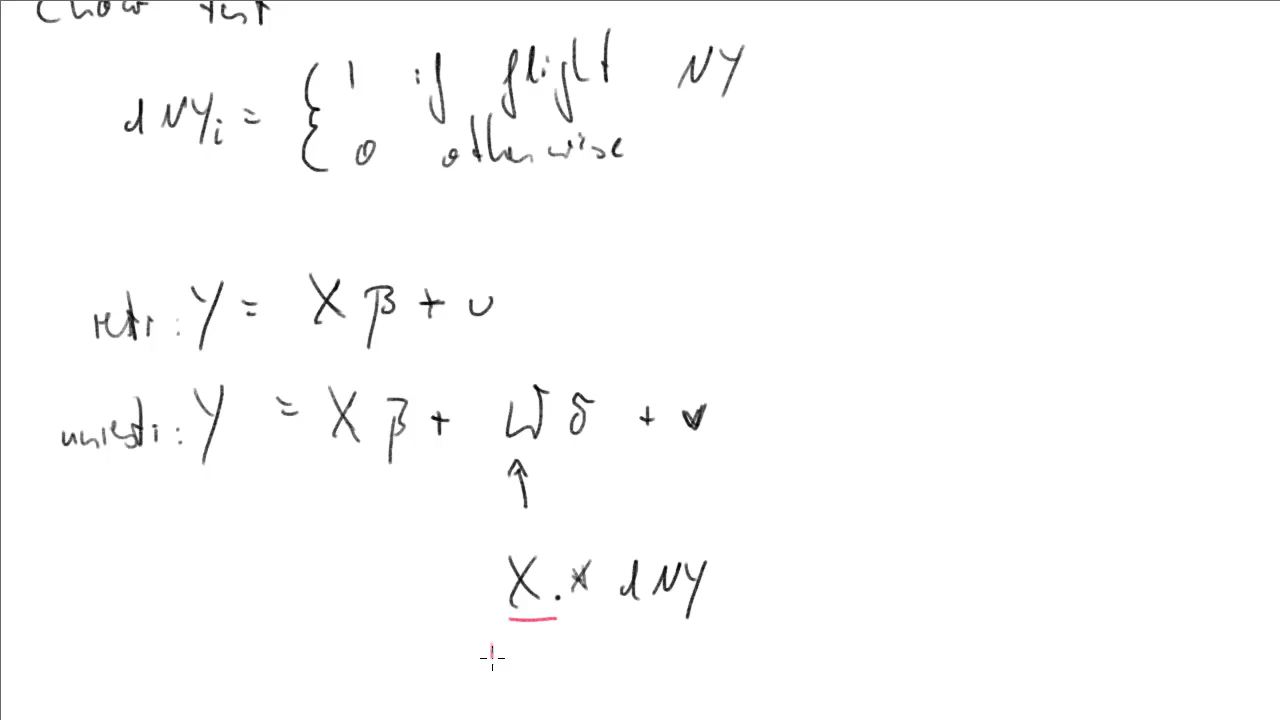 Chow test
dNYi = { 1 if flight NY
0 otherwise
restr: Y = Xβ + u
unrestr: Y = Xβ + Wδ + v
↑
X .* dNY